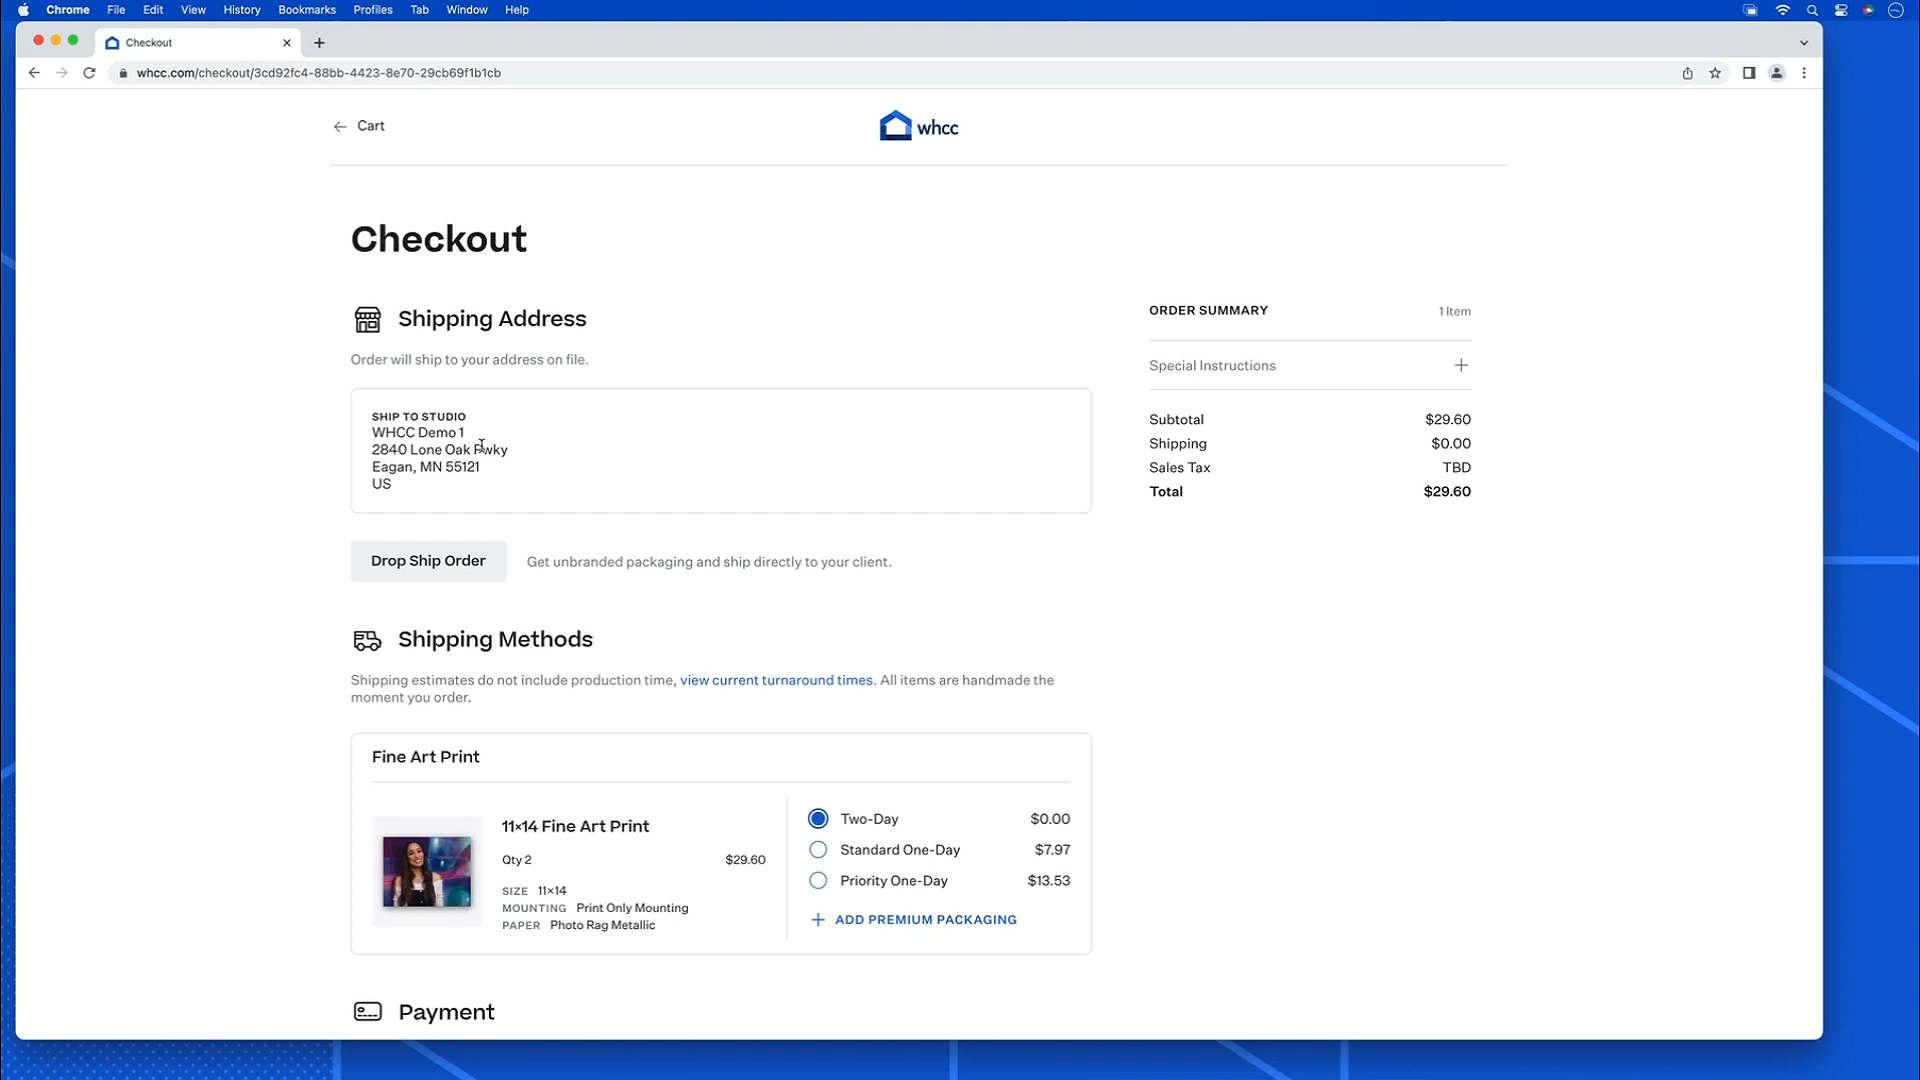 Chrome File Edit View History Bookmarks Profiles Tab Window Help
Checkout
whcc.com/checkout/3cd92fc4-88bb-4423-8e70-29cb69f1b1cb
Cart
whcc
Checkout
Shipping Address
Order will ship to your address on file.
SHIP TO STUDIO
WHCC Demo 1
2840 Lone Oak Pwky
Eagan, MN 55121
US
Drop Ship Order
Get unbranded packaging and ship directly to your client.
ORDER SUMMARY 1 Item
Special Instructions
Subtotal $29.60
Shipping $0.00
Sales Tax TBD
Total $29.60
Shipping Methods
Shipping estimates do not include production time, view current turnaround times. All items are handmade the
moment you order.
Fine Art Print
11×14 Fine Art Print
Qty 2 $29.60
SIZE 11×14
MOUNTING Print Only Mounting
PAPER Photo Rag Metallic
Two-Day $0.00
Standard One-Day $7.97
Priority One-Day $13.53
ADD PREMIUM PACKAGING
Payment